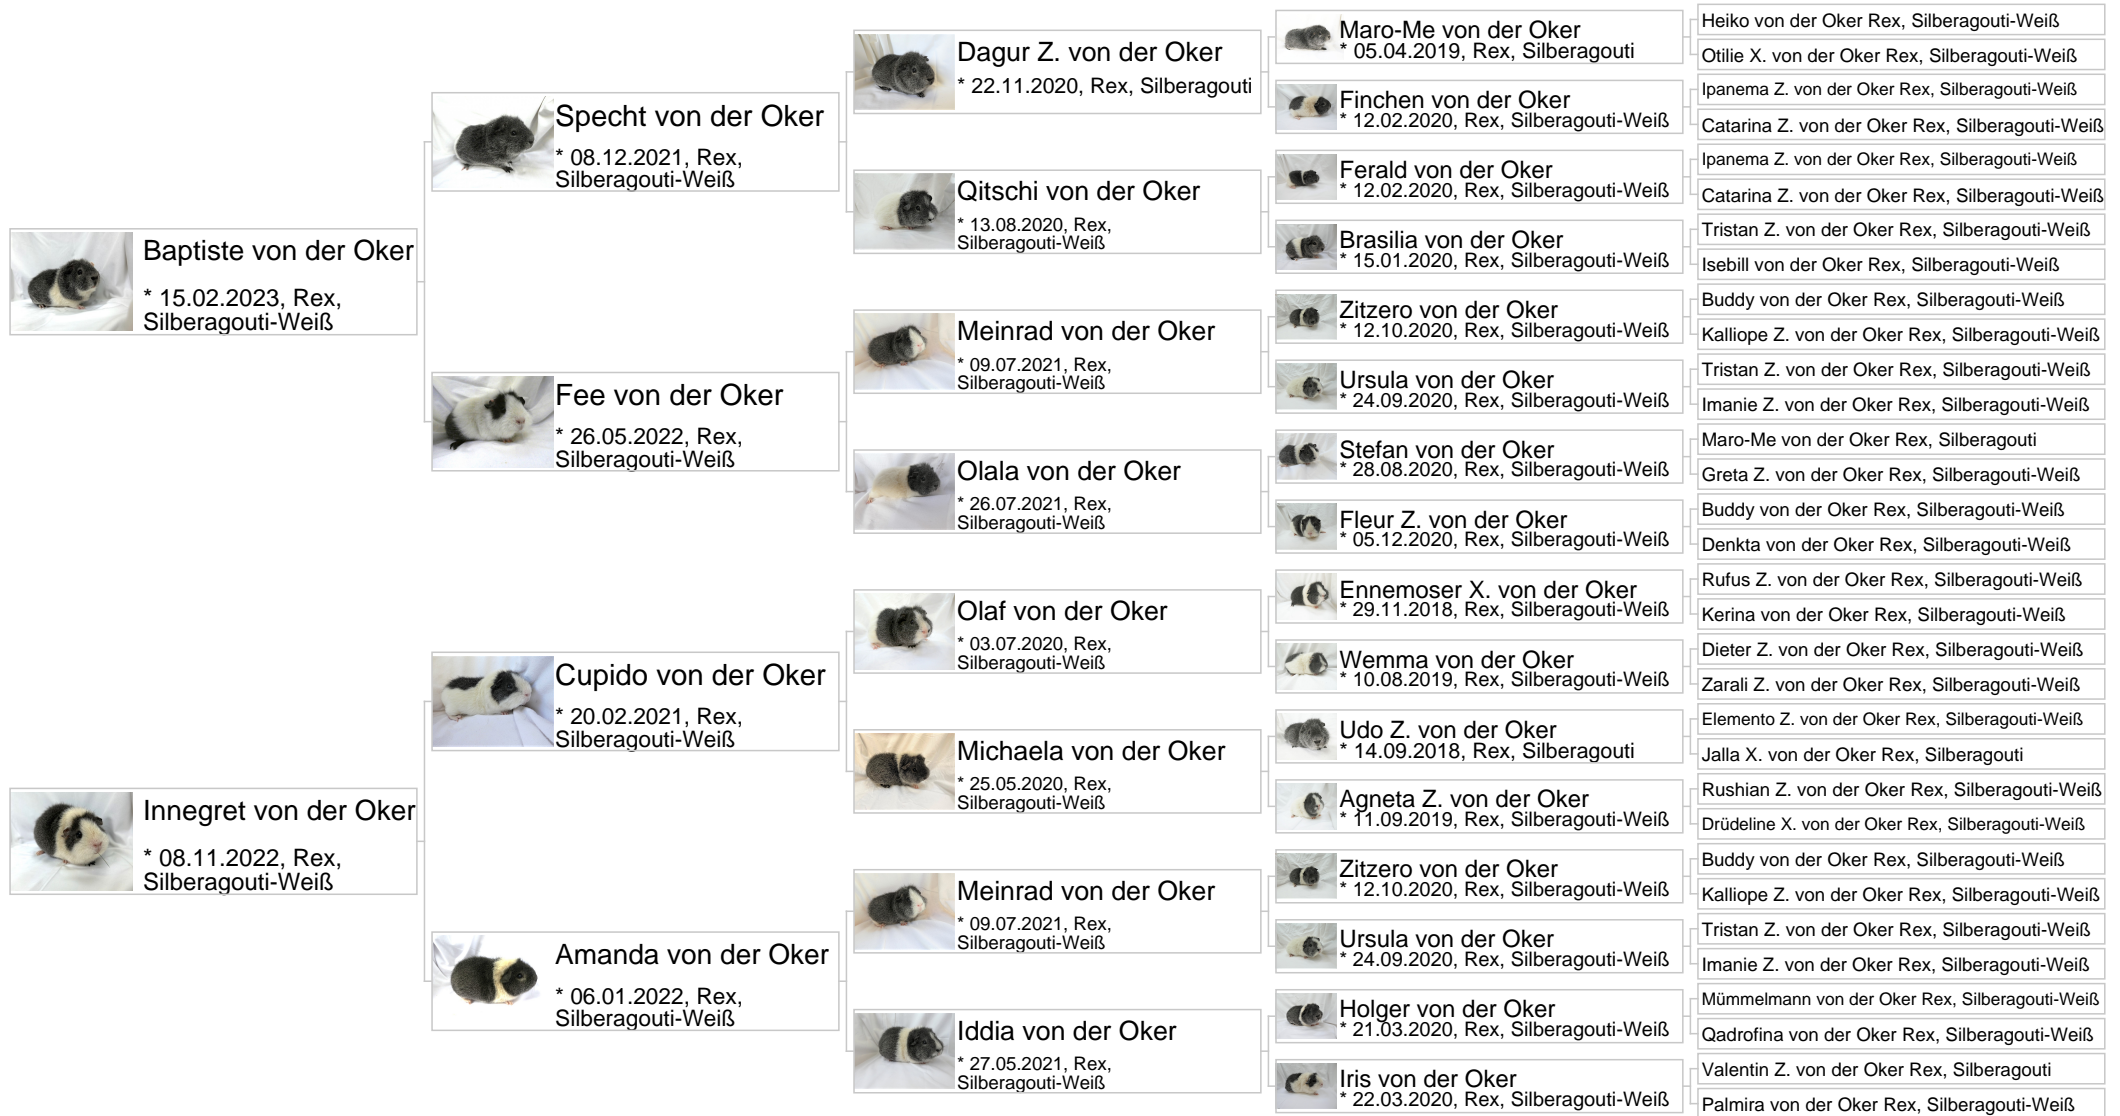 Baptiste von der Oker
* 15.02.2023, Rex,
Silberagouti-Weiß
Innegret von der Oker
* 08.11.2022, Rex,
Silberagouti-Weiß
Specht von der Oker
* 08.12.2021, Rex,
Silberagouti-Weiß
Fee von der Oker
* 26.05.2022, Rex,
Silberagouti-Weiß
Cupido von der Oker
* 20.02.2021, Rex,
Silberagouti-Weiß
Amanda von der Oker
* 06.01.2022, Rex,
Silberagouti-Weiß
Dagur Z. von der Oker
* 22.11.2020, Rex, Silberagouti
Qitschi von der Oker
* 13.08.2020, Rex,
Silberagouti-Weiß
Meinrad von der Oker
* 09.07.2021, Rex,
Silberagouti-Weiß
Olala von der Oker
* 26.07.2021, Rex,
Silberagouti-Weiß
Olaf von der Oker
* 03.07.2020, Rex,
Silberagouti-Weiß
Michaela von der Oker
* 25.05.2020, Rex,
Silberagouti-Weiß
Meinrad von der Oker
* 09.07.2021, Rex,
Silberagouti-Weiß
Iddia von der Oker
* 27.05.2021, Rex,
Silberagouti-Weiß
Maro-Me von der Oker
* 05.04.2019, Rex, Silberagouti
Finchen von der Oker
* 12.02.2020, Rex, Silberagouti-Weiß
Ferald von der Oker
* 12.02.2020, Rex, Silberagouti-Weiß
Brasilia von der Oker
* 15.01.2020, Rex, Silberagouti-Weiß
Zitzero von der Oker
* 12.10.2020, Rex, Silberagouti-Weiß
Ursula von der Oker
* 24.09.2020, Rex, Silberagouti-Weiß
Stefan von der Oker
* 28.08.2020, Rex, Silberagouti-Weiß
Fleur Z. von der Oker
* 05.12.2020, Rex, Silberagouti-Weiß
Ennemoser X. von der Oker
* 29.11.2018, Rex, Silberagouti-Weiß
Wemma von der Oker
* 10.08.2019, Rex, Silberagouti-Weiß
Udo Z. von der Oker
* 14.09.2018, Rex, Silberagouti
Agneta Z. von der Oker
* 11.09.2019, Rex, Silberagouti-Weiß
Zitzero von der Oker
* 12.10.2020, Rex, Silberagouti-Weiß
Ursula von der Oker
* 24.09.2020, Rex, Silberagouti-Weiß
Holger von der Oker
* 21.03.2020, Rex, Silberagouti-Weiß
Iris von der Oker
* 22.03.2020, Rex, Silberagouti-Weiß
Heiko von der Oker Rex, Silberagouti-Weiß
Otilie X. von der Oker Rex, Silberagouti-Weiß
Ipanema Z. von der Oker Rex, Silberagouti-Weiß
Catarina Z. von der Oker Rex, Silberagouti-Weiß
Ipanema Z. von der Oker Rex, Silberagouti-Weiß
Catarina Z. von der Oker Rex, Silberagouti-Weiß
Tristan Z. von der Oker Rex, Silberagouti-Weiß
Isebill von der Oker Rex, Silberagouti-Weiß
Buddy von der Oker Rex, Silberagouti-Weiß
Kalliope Z. von der Oker Rex, Silberagouti-Weiß
Tristan Z. von der Oker Rex, Silberagouti-Weiß
Imanie Z. von der Oker Rex, Silberagouti-Weiß
Maro-Me von der Oker Rex, Silberagouti
Greta Z. von der Oker Rex, Silberagouti-Weiß
Buddy von der Oker Rex, Silberagouti-Weiß
Denkta von der Oker Rex, Silberagouti-Weiß
Rufus Z. von der Oker Rex, Silberagouti-Weiß
Kerina von der Oker Rex, Silberagouti-Weiß
Dieter Z. von der Oker Rex, Silberagouti-Weiß
Zarali Z. von der Oker Rex, Silberagouti-Weiß
Elemento Z. von der Oker Rex, Silberagouti-Weiß
Jalla X. von der Oker Rex, Silberagouti
Rushian Z. von der Oker Rex, Silberagouti-Weiß
Drüdeline X. von der Oker Rex, Silberagouti-Weiß
Buddy von der Oker Rex, Silberagouti-Weiß
Kalliope Z. von der Oker Rex, Silberagouti-Weiß
Tristan Z. von der Oker Rex, Silberagouti-Weiß
Imanie Z. von der Oker Rex, Silberagouti-Weiß
Mümmelmann von der Oker Rex, Silberagouti-Weiß
Qadrofina von der Oker Rex, Silberagouti-Weiß
Valentin Z. von der Oker Rex, Silberagouti
Palmira von der Oker Rex, Silberagouti-Weiß